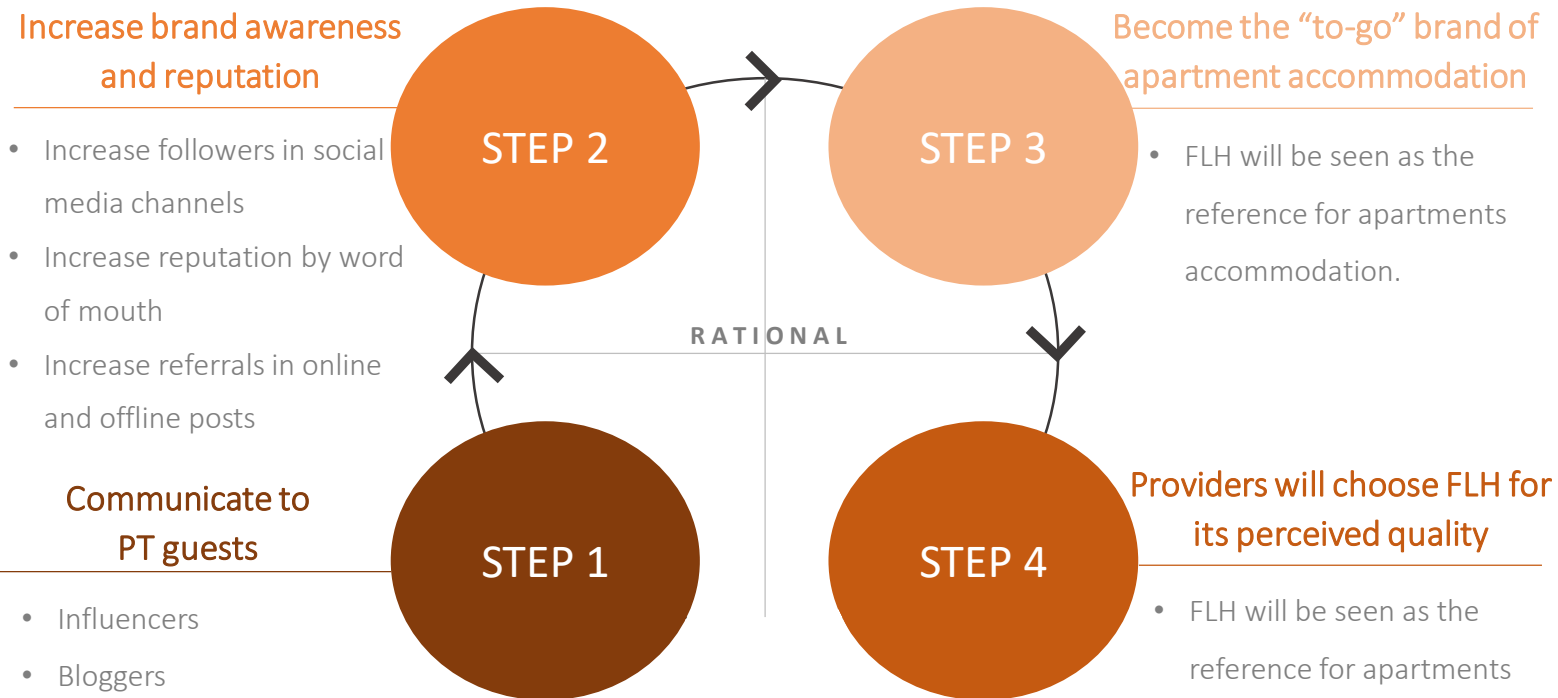 Increase brand awareness
and reputation
• Increase followers in social
media channels
• Increase reputation by word
of mouth
• Increase referrals in online
and offline posts
STEP 2
STEP 3
Become the “to-go” brand of
apartment accommodation
• FLH will be seen as the
reference for apartments
accommodation.
RATIONAL
Communicate to
PT guests
• Influencers
• Bloggers
STEP 1
STEP 4
Providers will choose FLH for
its perceived quality
• FLH will be seen as the
reference for apartments